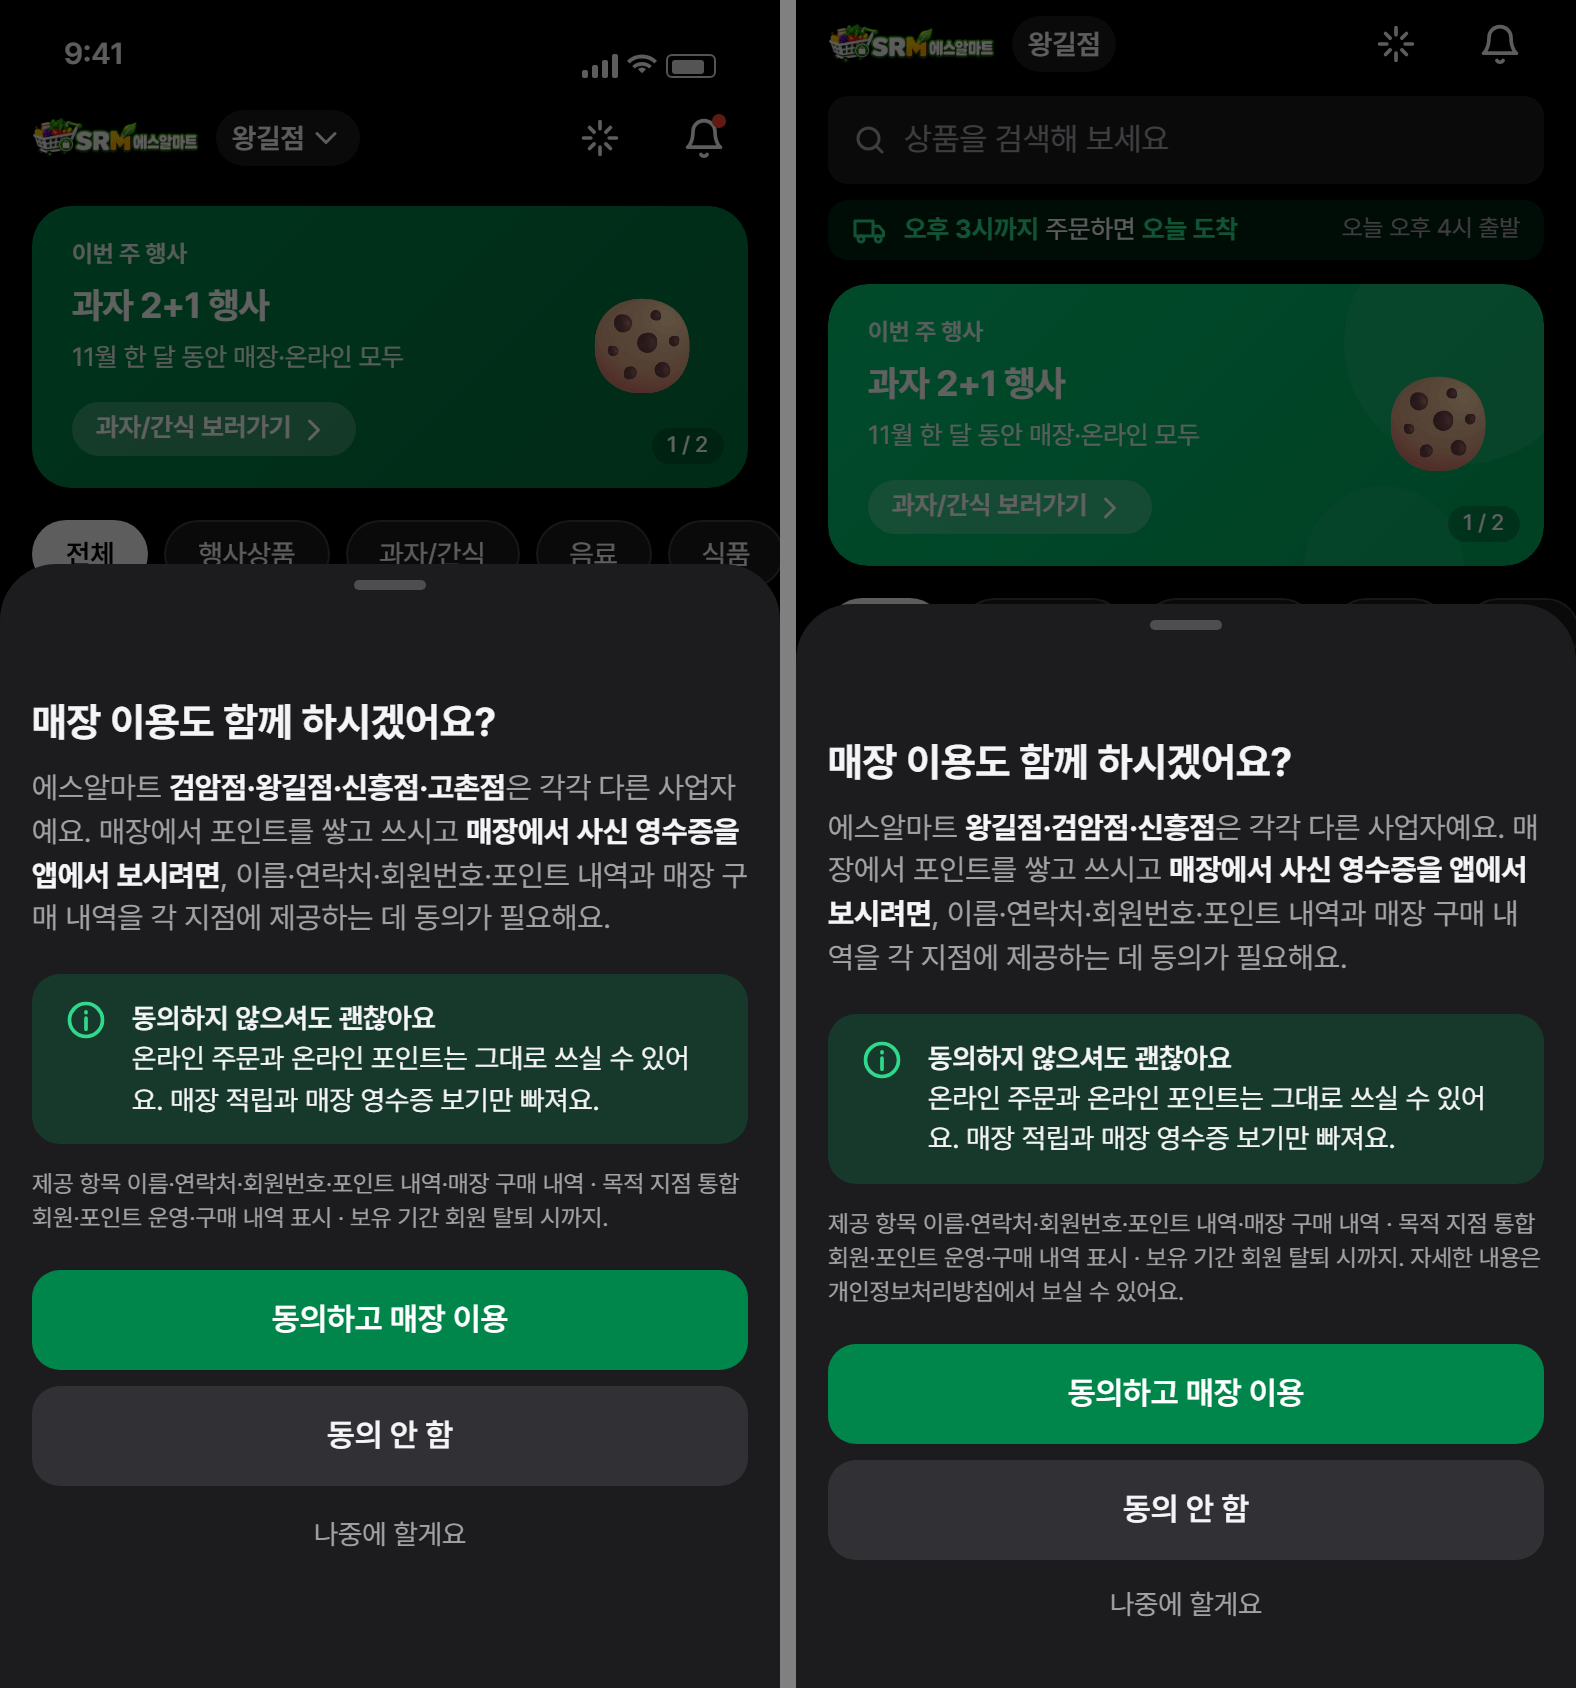 9:41
SRM 에스알마트
왕길점
이번 주 행사
과자 2+1 행사
11월 한 달 동안 매장·온라인 모두
과자/간식 보러가기
1 / 2
전체
행사상품
과자/간식
음료
식품
매장 이용도 함께 하시겠어요?
에스알마트 검암점·왕길점·신흥점·고촌점은 각각 다른 사업자
예요. 매장에서 포인트를 쌓고 쓰시고 매장에서 사신 영수증을
앱에서 보시려면, 이름·연락처·회원번호·포인트 내역과 매장 구
매 내역을 각 지점에 제공하는 데 동의가 필요해요.
동의하지 않으셔도 괜찮아요
온라인 주문과 온라인 포인트는 그대로 쓰실 수 있어
요. 매장 적립과 매장 영수증 보기만 빠져요.
제공 항목 이름·연락처·회원번호·포인트 내역·매장 구매 내역 · 목적 지점 통합
회원·포인트 운영·구매 내역 표시 · 보유 기간 회원 탈퇴 시까지.
동의하고 매장 이용
동의 안 함
나중에 할게요
SRM 에스알마트
왕길점
상품을 검색해 보세요
오후 3시까지 주문하면 오늘 도착
오늘 오후 4시 출발
이번 주 행사
과자 2+1 행사
11월 한 달 동안 매장·온라인 모두
과자/간식 보러가기
1 / 2
매장 이용도 함께 하시겠어요?
에스알마트 왕길점·검암점·신흥점은 각각 다른 사업자예요. 매
장에서 포인트를 쌓고 쓰시고 매장에서 사신 영수증을 앱에서
보시려면, 이름·연락처·회원번호·포인트 내역과 매장 구매 내
역을 각 지점에 제공하는 데 동의가 필요해요.
동의하지 않으셔도 괜찮아요
온라인 주문과 온라인 포인트는 그대로 쓰실 수 있어
요. 매장 적립과 매장 영수증 보기만 빠져요.
제공 항목 이름·연락처·회원번호·포인트 내역·매장 구매 내역 · 목적 지점 통합
회원·포인트 운영·구매 내역 표시 · 보유 기간 회원 탈퇴 시까지. 자세한 내용은
개인정보처리방침에서 보실 수 있어요.
동의하고 매장 이용
동의 안 함
나중에 할게요